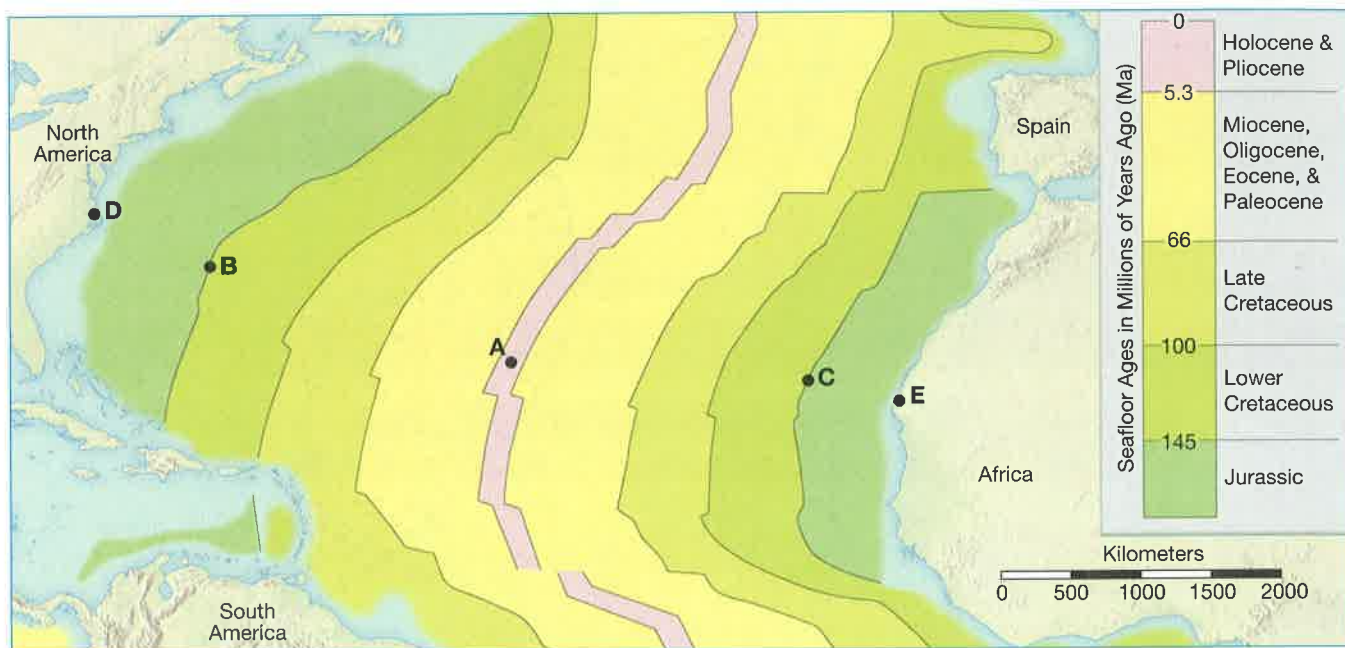 North
America
D
B
A
C
E
Spain
Africa
South
America
Seafloor Ages in Millions of Years Ago (Ma)
0
Holocene &
Pliocene
5.3
Miocene,
Oligocene,
Eocene, &
Paleocene
66
Late
Cretaceous
100
Lower
Cretaceous
145
Jurassic
Kilometers
0 500 1000 1500 2000